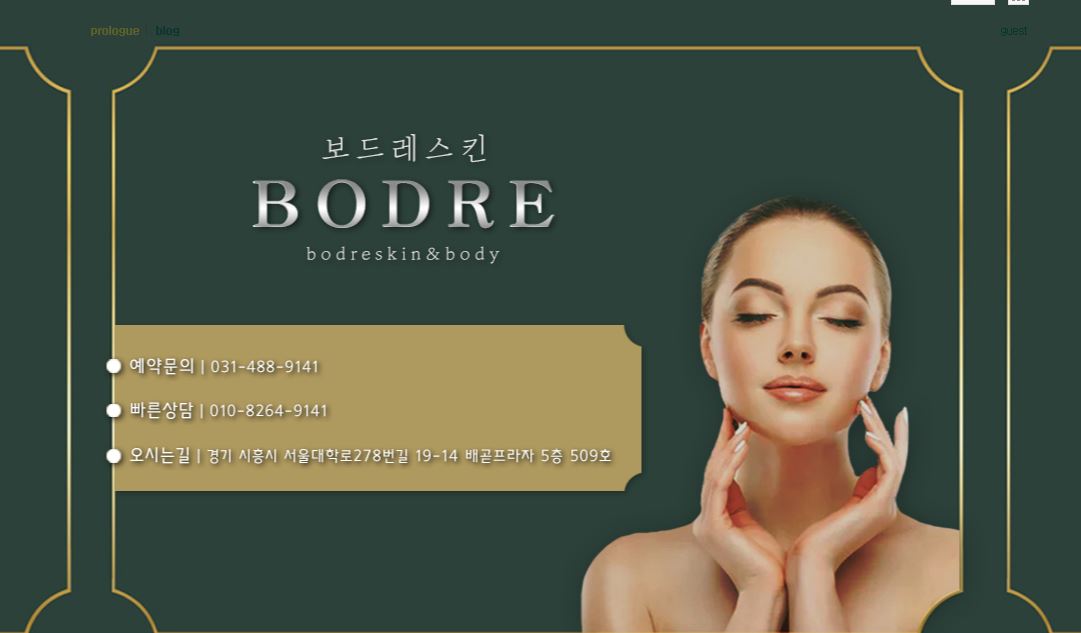 prologue | blog
guest
보드레스킨
BODRE
bodreskin&body
예약문의 | 031-488-9141
빠른상담 | 010-8264-9141
오시는길 | 경기 시흥시 서울대학로278번길 19-14 배곧프라자 5층 509호